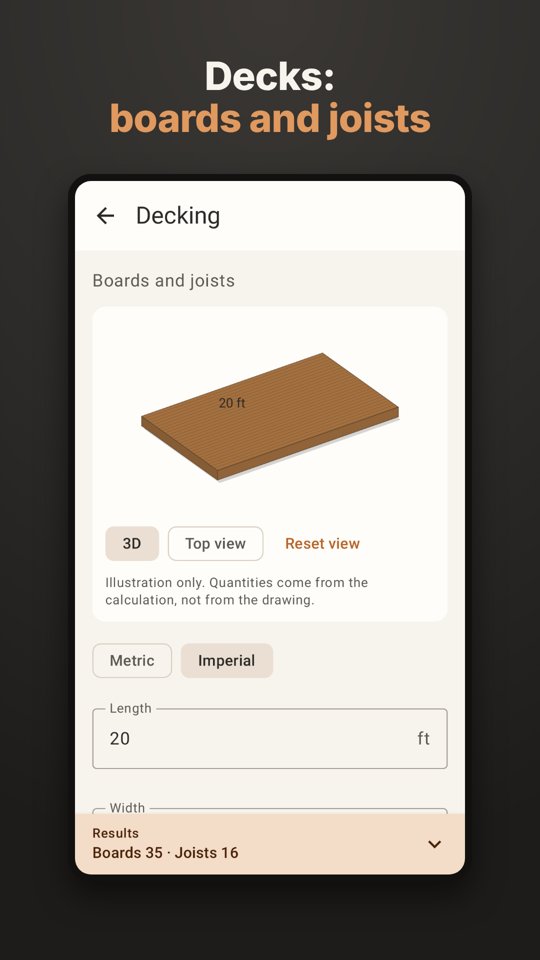 Decks:
boards and joists
Decking
Boards and joists
20 ft
3D
Top view
Reset view
Illustration only. Quantities come from the
calculation, not from the drawing.
Metric
Imperial
Length
20
ft
Width
Results
Boards 35 · Joists 16